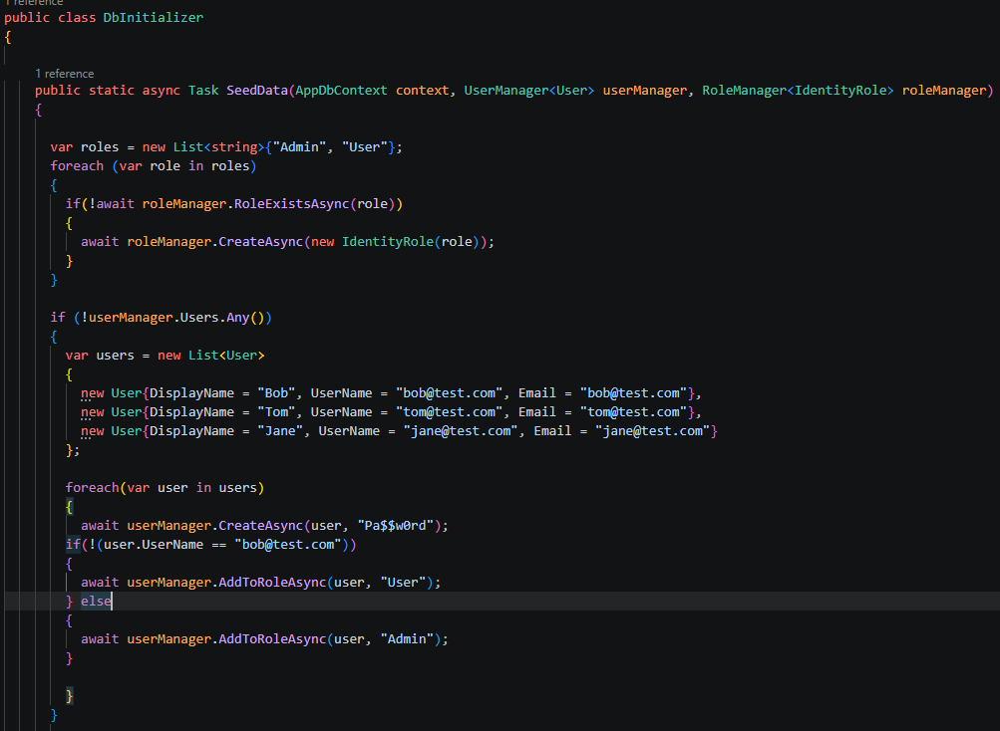 1 reference
public class DbInitializer
{
1 reference
public static async Task SeedData(AppDbContext context, UserManager<User> userManager, RoleManager<IdentityRole> roleManager)
{
var roles = new List<string>{"Admin", "User"};
foreach (var role in roles)
{
if(!await roleManager.RoleExistsAsync(role))
{
await roleManager.CreateAsync(new IdentityRole(role));
}
}
if (!userManager.Users.Any())
{
var users = new List<User>
{
new User{DisplayName = "Bob", UserName = "bob@test.com", Email = "bob@test.com"},
new User{DisplayName = "Tom", UserName = "tom@test.com", Email = "tom@test.com"},
new User{DisplayName = "Jane", UserName = "jane@test.com", Email = "jane@test.com"}
};
foreach(var user in users)
{
await userManager.CreateAsync(user, "Pa$$w0rd");
if(!(user.UserName == "bob@test.com"))
{
await userManager.AddToRoleAsync(user, "User");
} else
{
await userManager.AddToRoleAsync(user, "Admin");
}
}
}